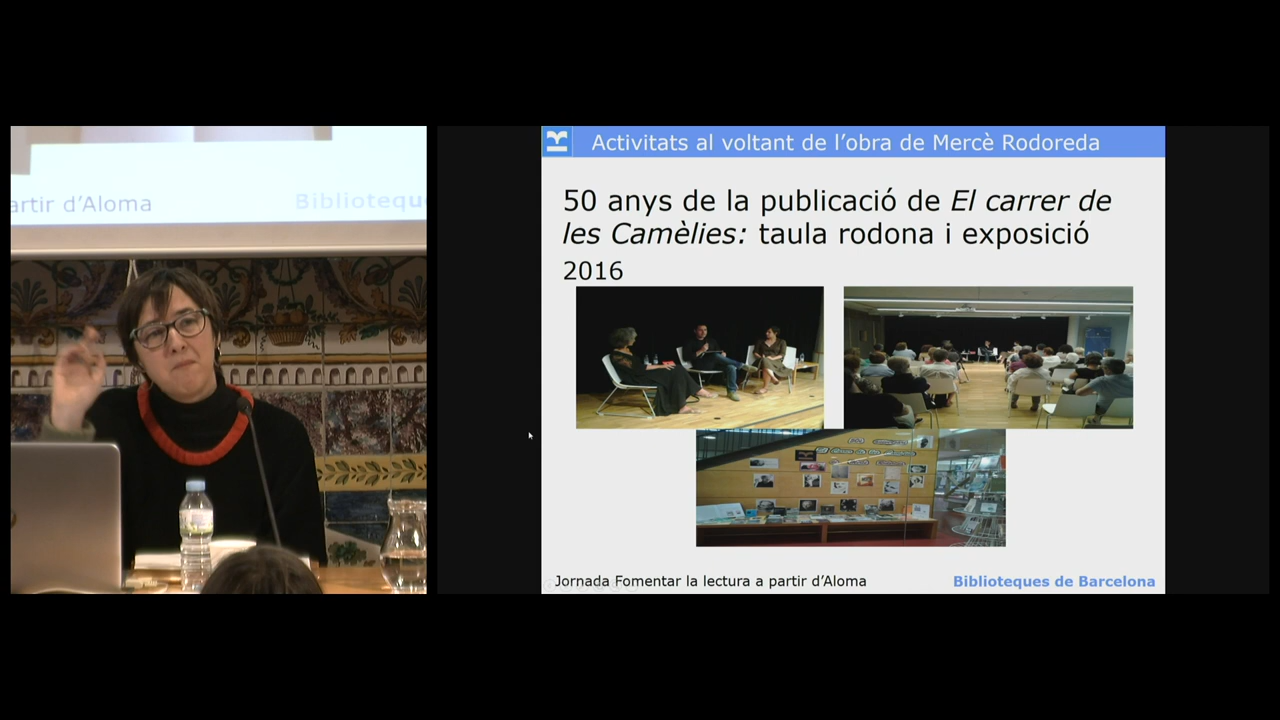 artir d'Aloma
Biblioteq
Activitats al voltant de l'obra de Mercè Rodoreda
50 anys de la publicació de El carrer de
les Camèlies: taula rodona i exposició
2016
Jornada Fomentar la lectura a partir d'Aloma
Biblioteques de Barcelona